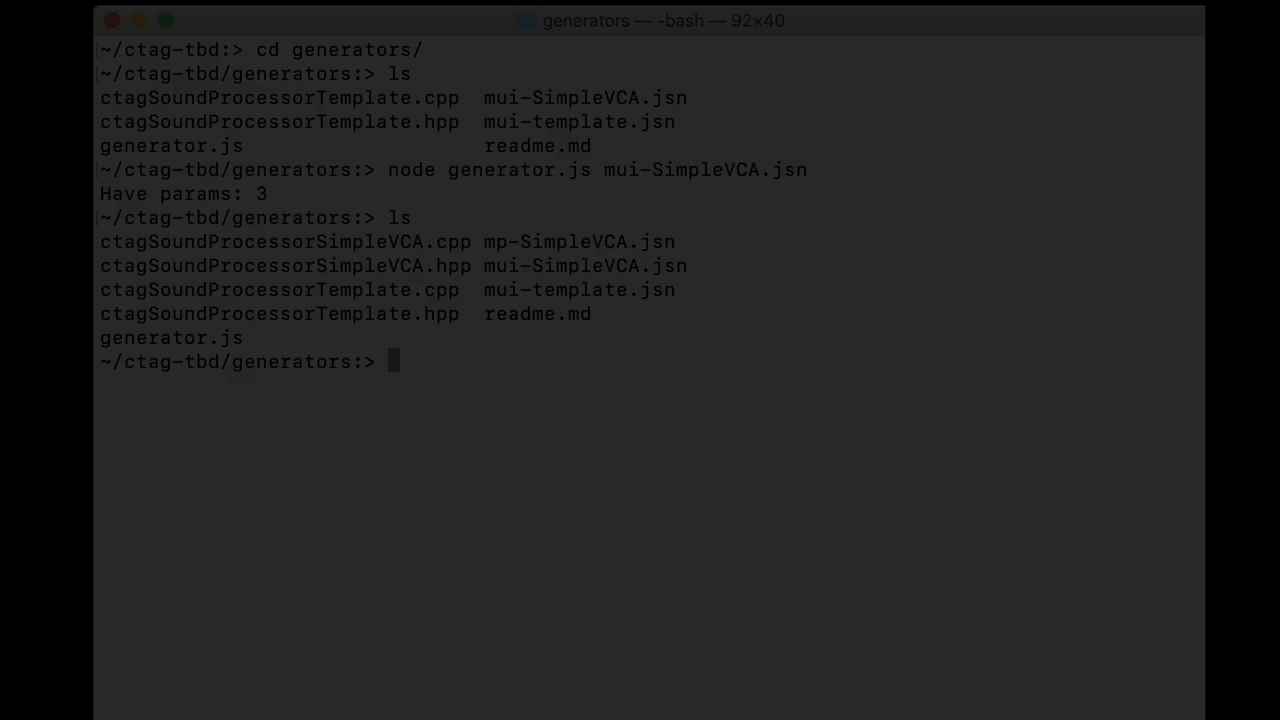 generators — -bash — 92×40
~/ctag-tbd:> cd generators/
~/ctag-tbd/generators:> ls
ctagSoundProcessorTemplate.cpp  mui-SimpleVCA.jsn
ctagSoundProcessorTemplate.hpp  mui-template.jsn
generator.js                    readme.md
~/ctag-tbd/generators:> node generator.js mui-SimpleVCA.jsn
Have params: 3
~/ctag-tbd/generators:> ls
ctagSoundProcessorSimpleVCA.cpp mp-SimpleVCA.jsn
ctagSoundProcessorSimpleVCA.hpp mui-SimpleVCA.jsn
ctagSoundProcessorTemplate.cpp  mui-template.jsn
ctagSoundProcessorTemplate.hpp  readme.md
generator.js
~/ctag-tbd/generators:>